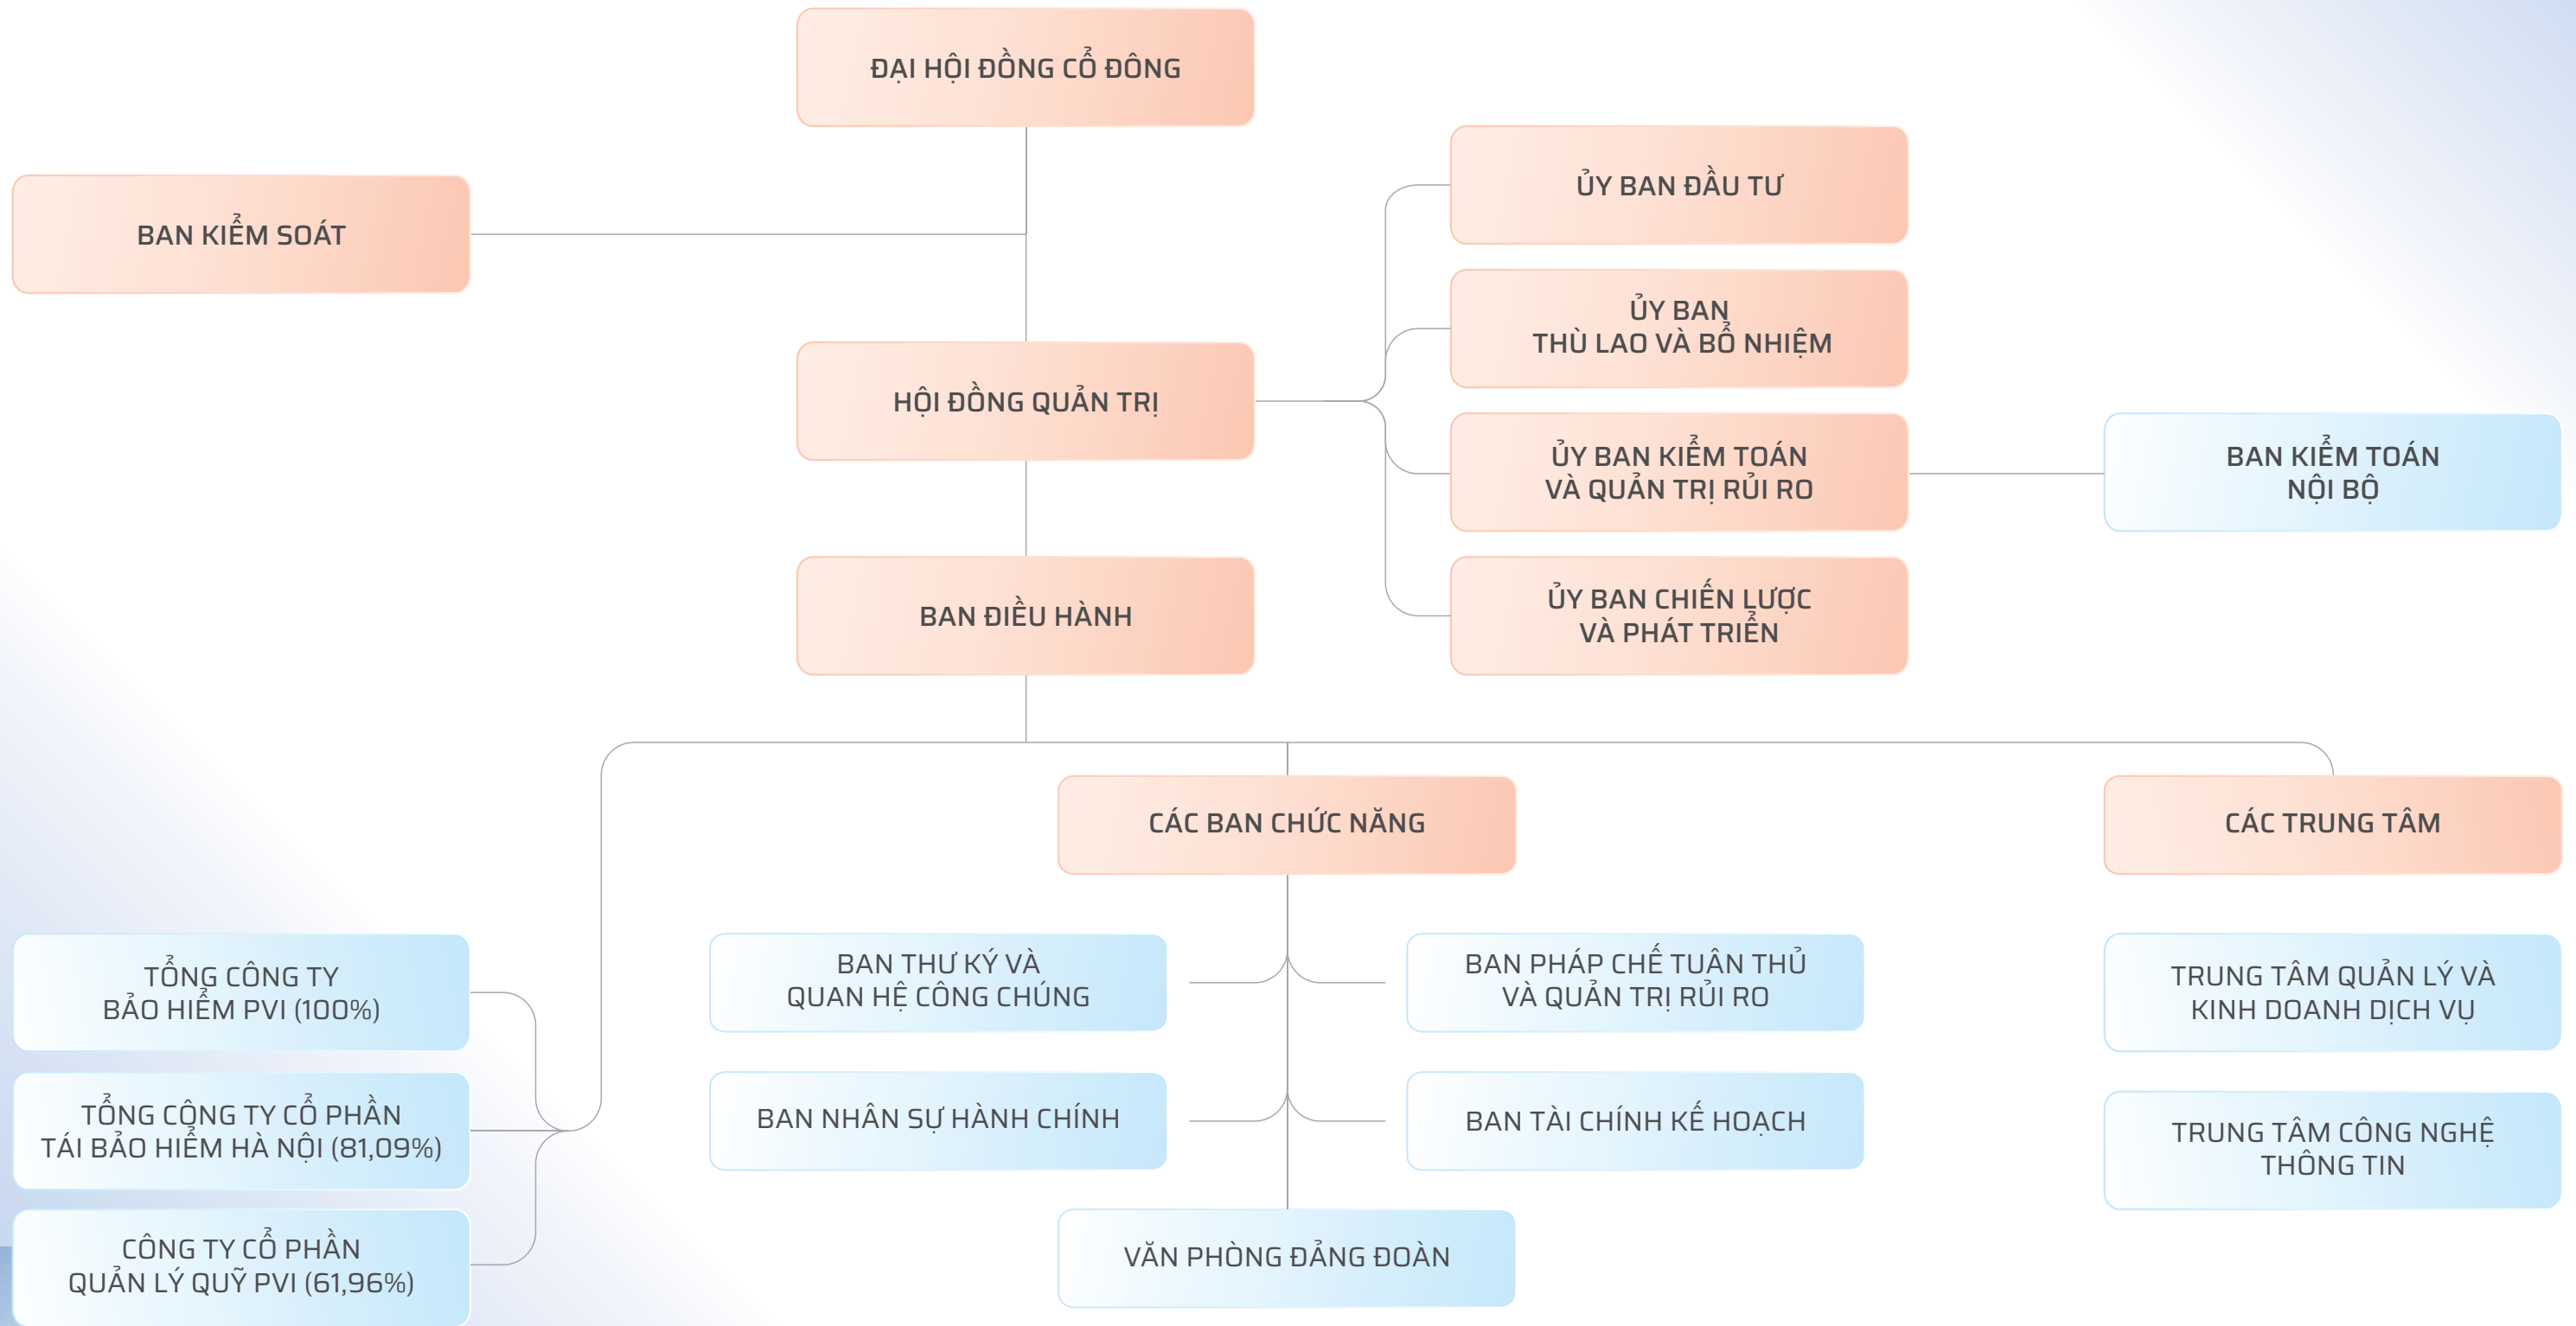 ĐẠI HỘI ĐỒNG CỔ ĐÔNG
BAN KIỂM SOÁT
HỘI ĐỒNG QUẢN TRỊ
ỦY BAN ĐẦU TƯ
ỦY BAN
THÙ LAO VÀ BỔ NHIỆM
ỦY BAN KIỂM TOÁN
VÀ QUẢN TRỊ RỦI RO
BAN KIỂM TOÁN
NỘI BỘ
ỦY BAN CHIẾN LƯỢC
VÀ PHÁT TRIỂN
BAN ĐIỀU HÀNH
CÁC BAN CHỨC NĂNG
CÁC TRUNG TÂM
TỔNG CÔNG TY
BẢO HIỂM PVI (100%)
TỔNG CÔNG TY CỔ PHẦN
TÁI BẢO HIỂM HÀ NỘI (81,09%)
CÔNG TY CỔ PHẦN
QUẢN LÝ QUỸ PVI (61,96%)
BAN THƯ KÝ VÀ
QUAN HỆ CÔNG CHÚNG
BAN PHÁP CHẾ TUÂN THỦ
VÀ QUẢN TRỊ RỦI RO
BAN NHÂN SỰ HÀNH CHÍNH
BAN TÀI CHÍNH KẾ HOẠCH
VĂN PHÒNG ĐẢNG ĐOÀN
TRUNG TÂM QUẢN LÝ VÀ
KINH DOANH DỊCH VỤ
TRUNG TÂM CÔNG NGHỆ
THÔNG TIN